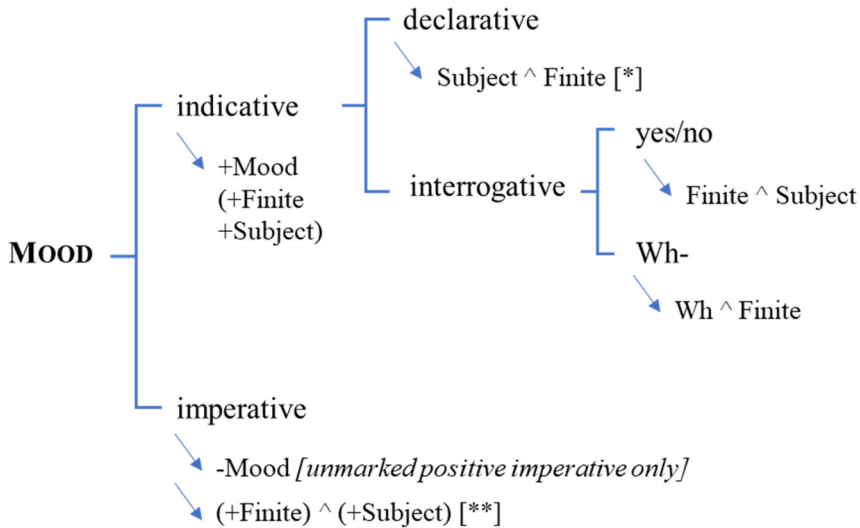 declarative
Subject ^ Finite [*]
indicative
+Mood
(+Finite
+Subject)
interrogative
yes/no
Finite ^ Subject
Wh-
Wh ^ Finite
MOOD
imperative
-Mood [unmarked positive imperative only]
(+Finite) ^ (+Subject) [**]